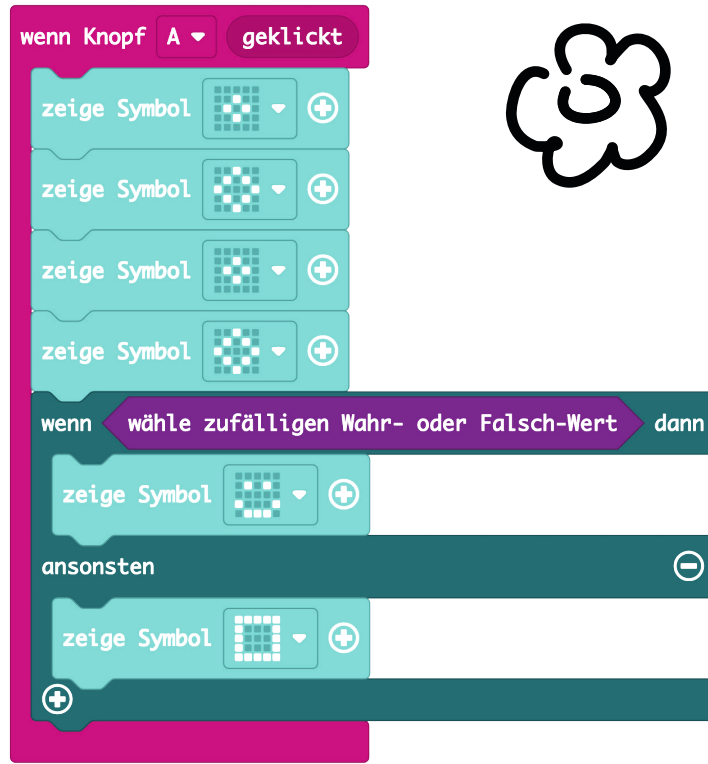 wenn Knopf A geklickt
zeige Symbol
zeige Symbol
zeige Symbol
zeige Symbol
wenn wähle zufälligen Wahr- oder Falsch-Wert dann
zeige Symbol
ansonsten
zeige Symbol